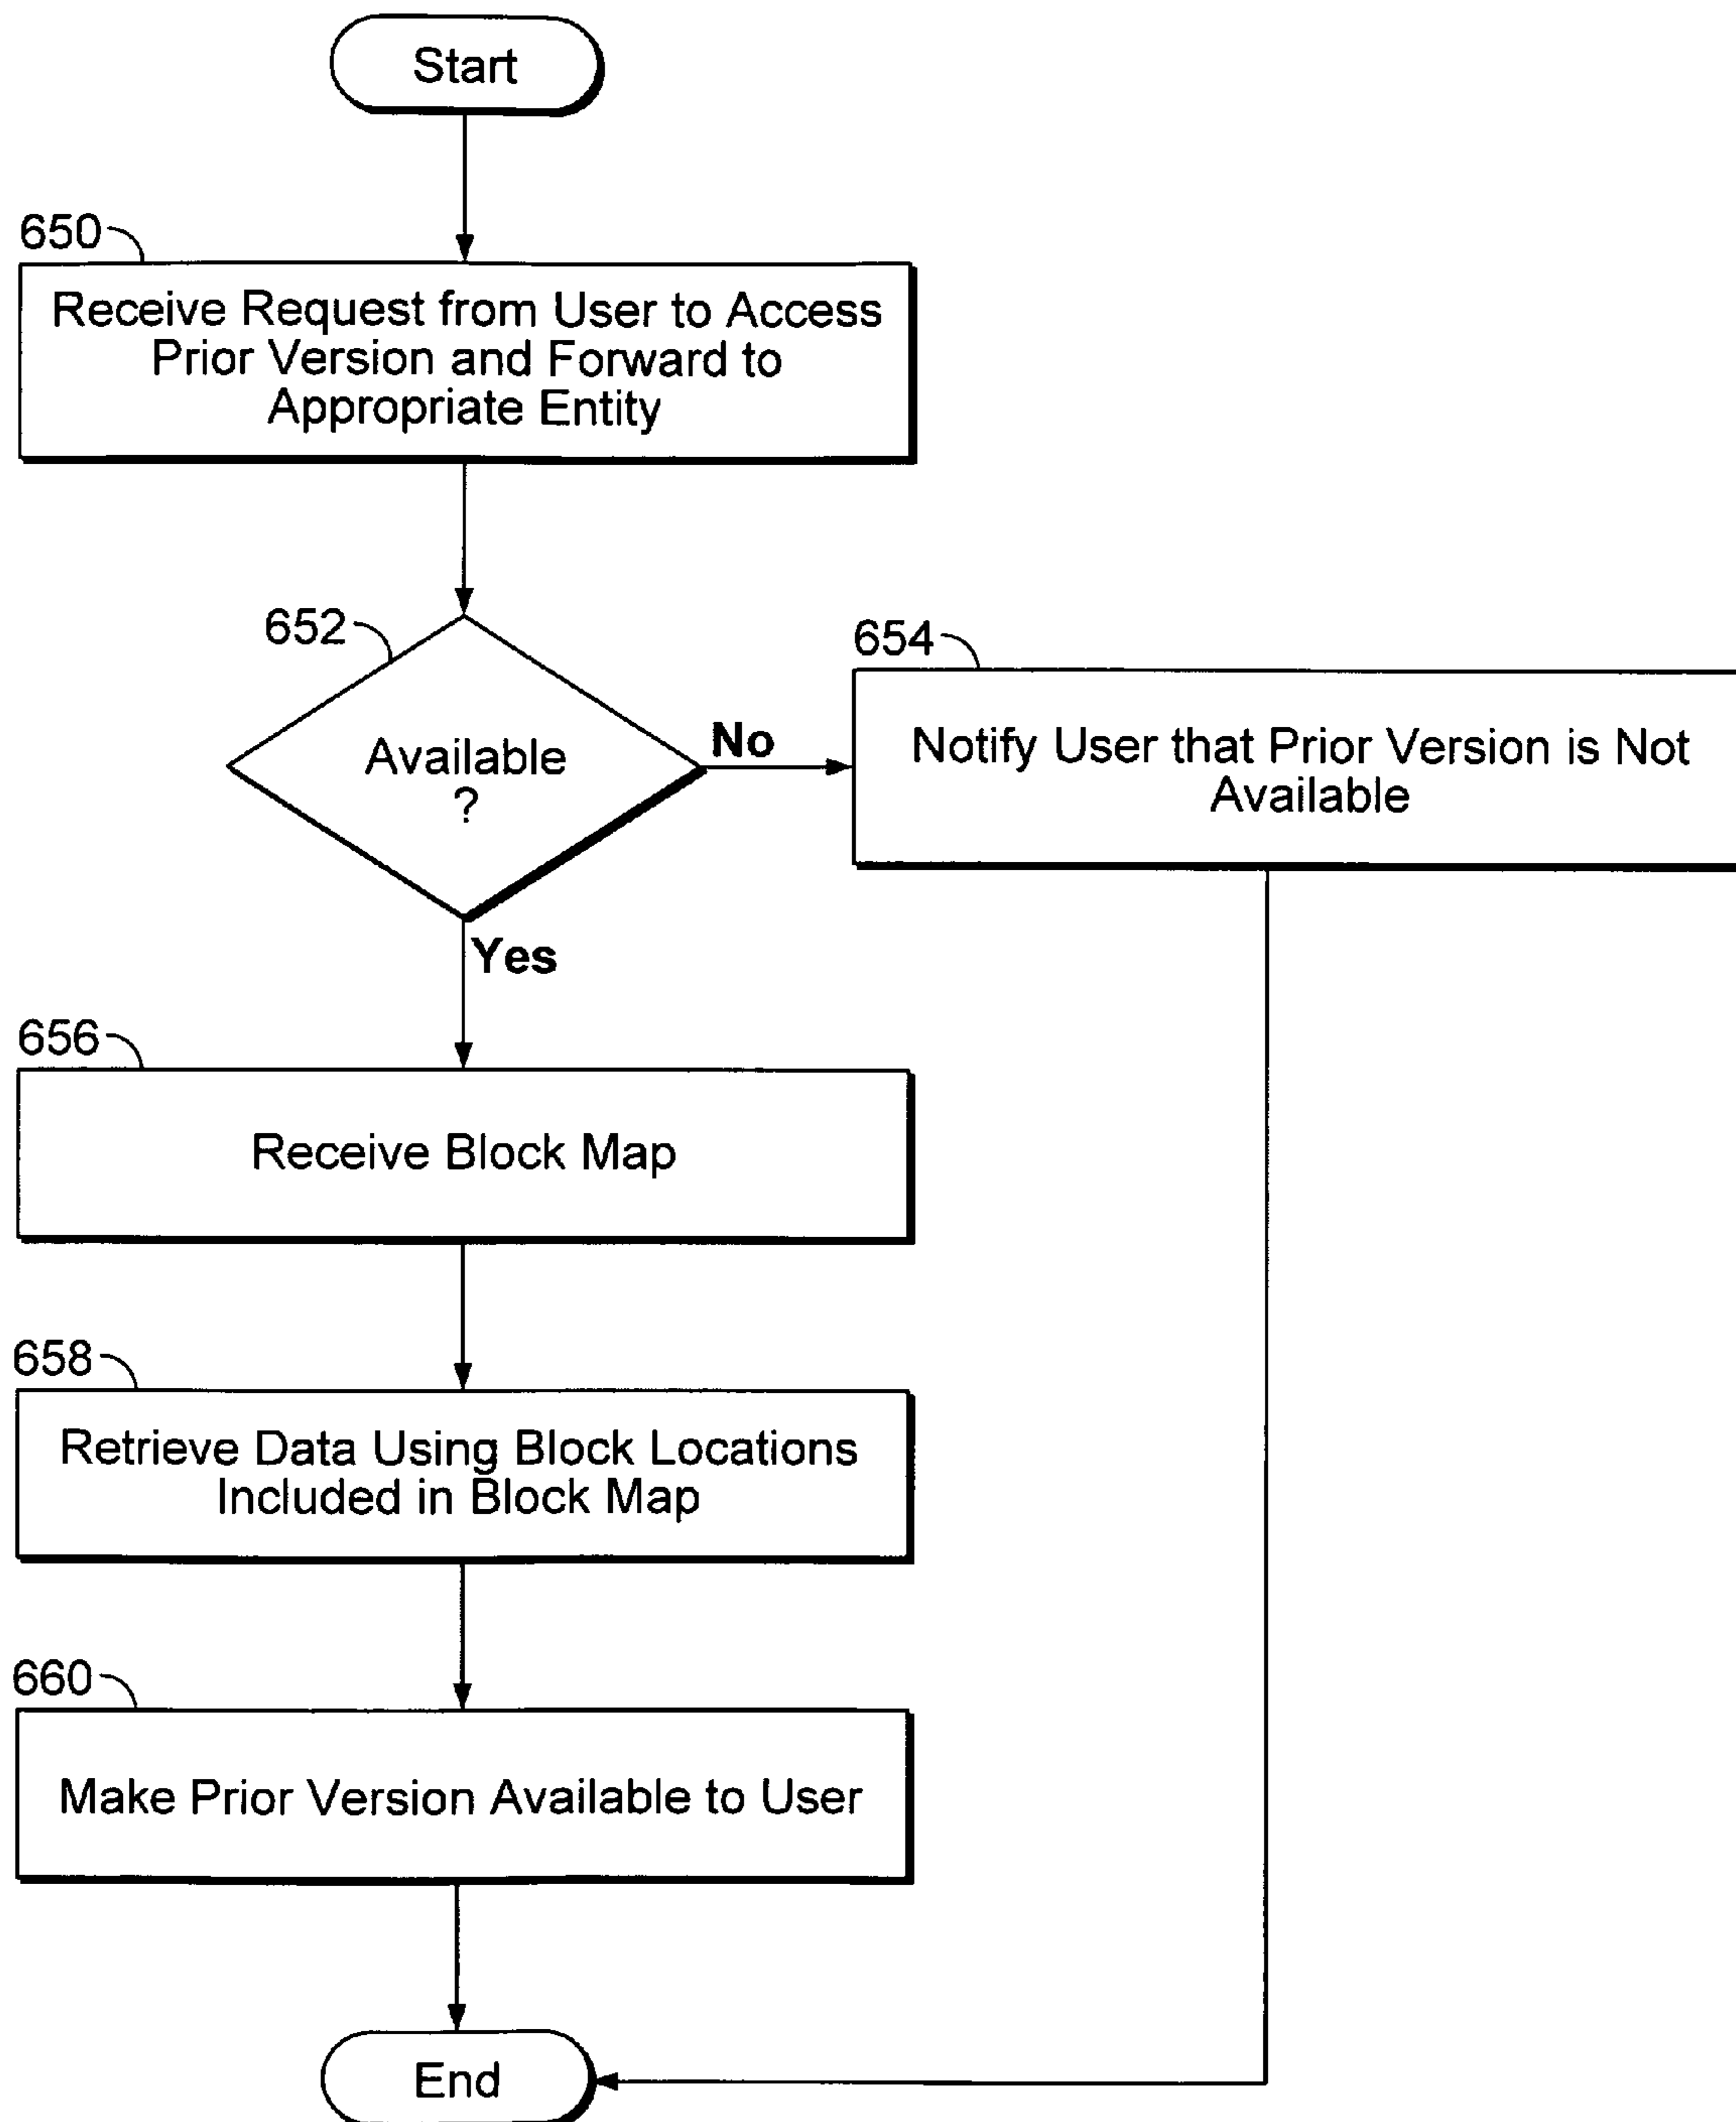 Start
650
Receive Request from User to Access
Prior Version and Forward to
Appropriate Entity
652
Available
?
No
654
Notify User that Prior Version is Not
Available
Yes
656
Receive Block Map
658
Retrieve Data Using Block Locations
Included in Block Map
660
Make Prior Version Available to User
End